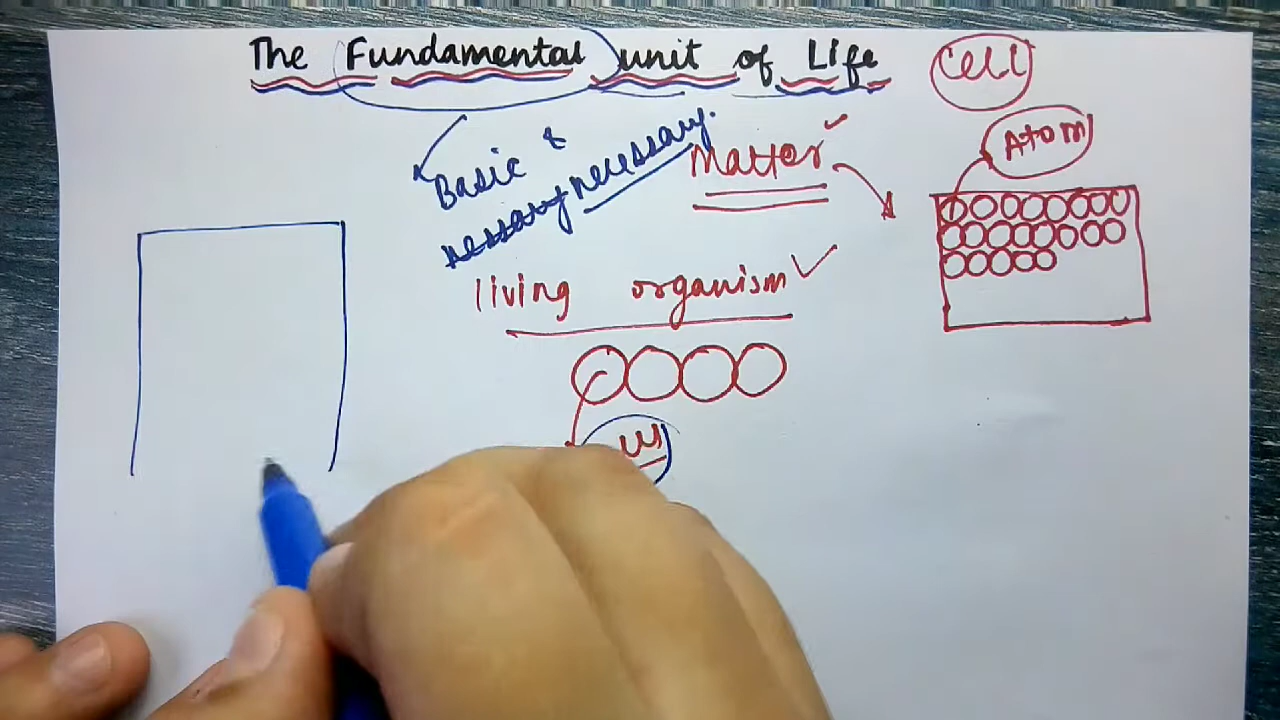 The Fundamental unit of Life
Cell
Basic &
necessary.
Matter
Atom
living organism